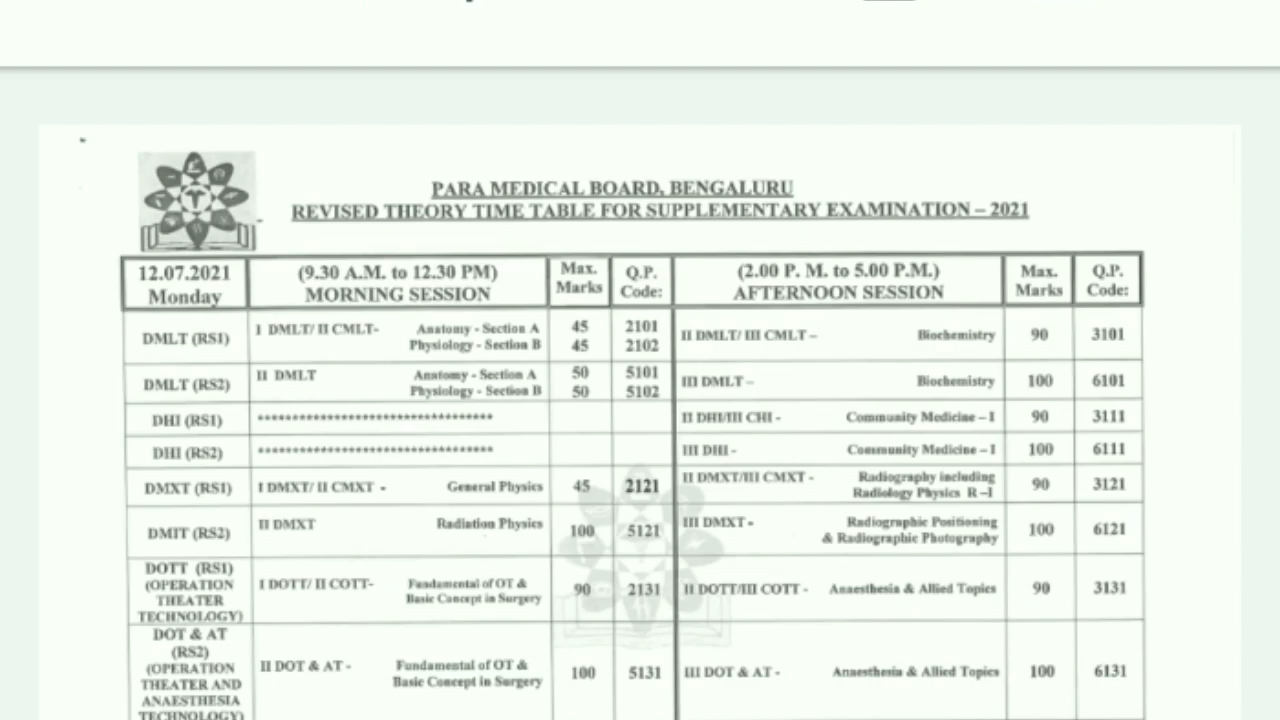 PARA MEDICAL BOARD, BENGALURU
REVISED THEORY TIME TABLE FOR SUPPLEMENTARY EXAMINATION – 2021
12.07.2021 Monday (9.30 A.M. to 12.30 PM) MORNING SESSION Max. Marks Q.P. Code: (2.00 P. M. to 5.00 P.M.) AFTERNOON SESSION Max. Marks Q.P. Code:
DMLT (RS1) I DMLT/ II CMLT- Anatomy - Section A 45 2101 II DMLT/ III CMLT – Biochemistry 90 3101
Physiology - Section B 45 2102
DMLT (RS2) II DMLT Anatomy - Section A 50 5101 III DMLT – Biochemistry 100 6101
Physiology - Section B 50 5102
DHI (RS1) ********************************** II DHI/III CHI - Community Medicine – I 90 3111
DHI (RS2) ********************************** III DHI - Community Medicine – I 100 6111
DMXT (RS1) I DMXT/ II CMXT - General Physics 45 2121 II DMXT/III CMXT - Radiography including 90 3121
Radiology Physics R –I
DMIT (RS2) II DMXT Radiation Physics 100 5121 III DMXT - Radiographic Positioning 100 6121
& Radiographic Photography
DOTT (RS1)
(OPERATION
THEATER
TECHNOLOGY)
I DOTT/ II COTT- Fundamental of OT & 90 2131 II DOTT/III COTT - Anaesthesia & Allied Topics 90 3131
Basic Concept in Surgery
DOT & AT
(RS2)
(OPERATION
THEATER AND
ANAESTHESIA
TECHNOLOGY)
II DOT & AT - Fundamental of OT & 100 5131 III DOT & AT - Anaesthesia & Allied Topics 100 6131
Basic Concept in Surgery